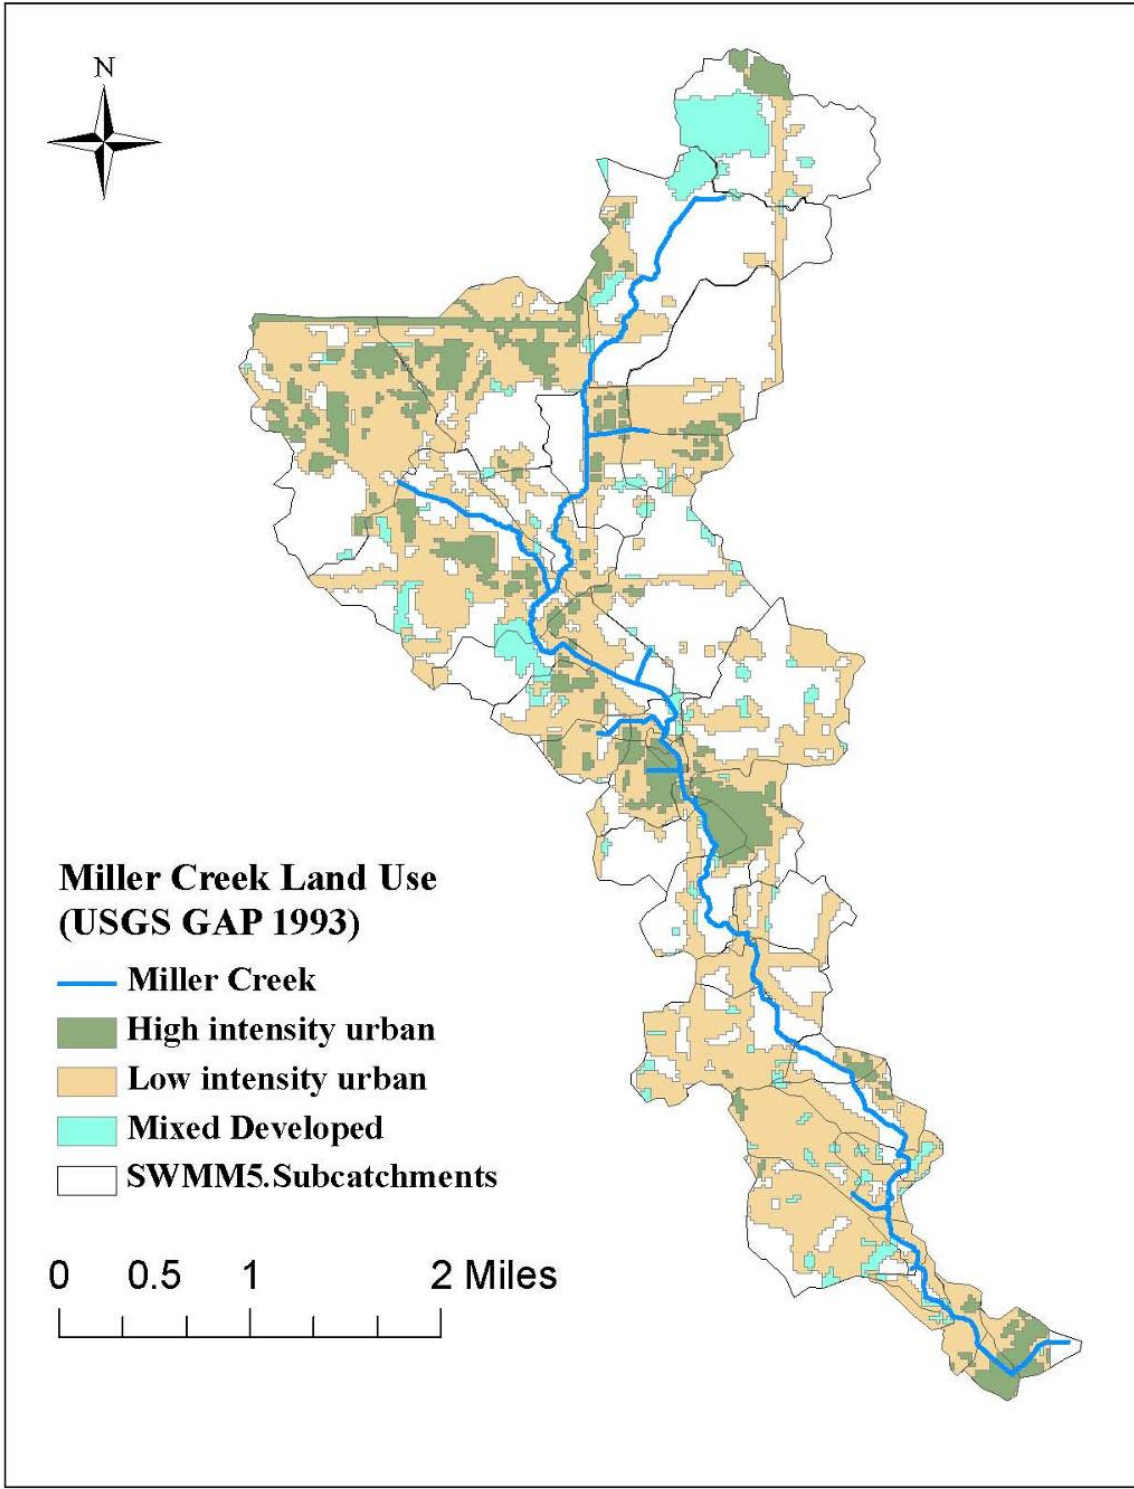 N
Miller Creek Land Use
(USGS GAP 1993)
Miller Creek
High intensity urban
Low intensity urban
Mixed Developed
SWMM5.Subcatchments
0 0.5 1 2 Miles